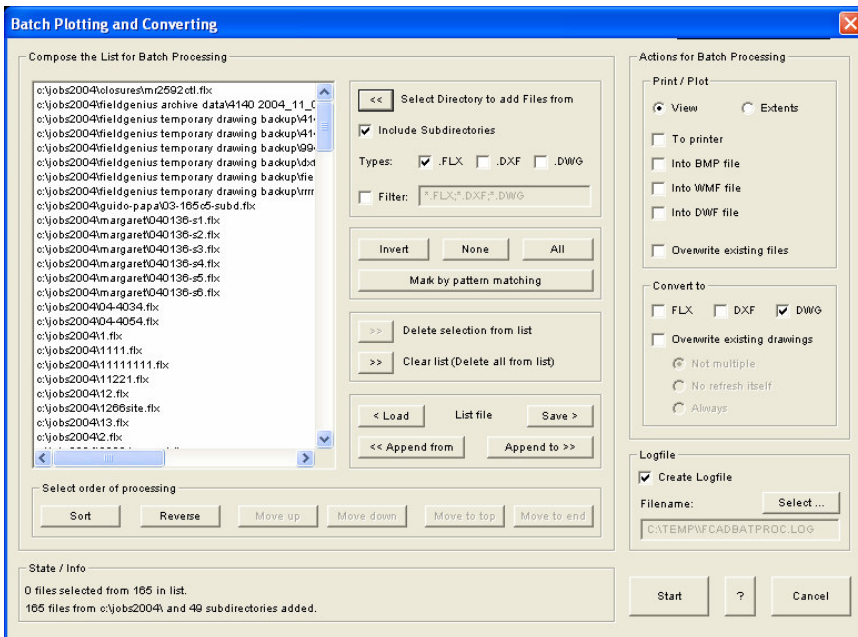 Batch Plotting and Converting
Compose the List for Batch Processing
c:\jobs2004\closures\mr2592ctl.flx
c:\jobs2004\fieldgenius archive data\4140 2004_11_0
c:\jobs2004\fieldgenius temporary drawing backup\41
c:\jobs2004\fieldgenius temporary drawing backup\41
c:\jobs2004\fieldgenius temporary drawing backup\99
c:\jobs2004\fieldgenius temporary drawing backup\dxf
c:\jobs2004\fieldgenius temporary drawing backup\fie
c:\jobs2004\fieldgenius temporary drawing backup\rrrr
c:\jobs2004\guido-papa\03-165c5-subd.flx
c:\jobs2004\margaret\040136-s1.flx
c:\jobs2004\margaret\040136-s2.flx
c:\jobs2004\margaret\040136-s3.flx
c:\jobs2004\margaret\040136-s4.flx
c:\jobs2004\margaret\040136-s5.flx
c:\jobs2004\margaret\040136-s6.flx
c:\jobs2004\04-4034.flx
c:\jobs2004\04-4054.flx
c:\jobs2004\1.flx
c:\jobs2004\1111.flx
c:\jobs2004\11111111.flx
c:\jobs2004\11221.flx
c:\jobs2004\12.flx
c:\jobs2004\1266site.flx
c:\jobs2004\13.flx
c:\jobs2004\2.flx
<< Select Directory to add Files from
Include Subdirectories
Types: .FLX .DXF .DWG
Filter: *.FLX;*.DXF;*.DWG
Invert None All
Mark by pattern matching
>> Delete selection from list
>> Clear list (Delete all from list)
< Load List file Save >
<< Append from Append to >>
Select order of processing
Sort Reverse Move up Move down Move to top Move to end
State / Info
0 files selected from 165 in list.
165 files from c:\jobs2004\ and 49 subdirectories added.
Actions for Batch Processing
Print / Plot
View Extents
To printer
Into BMP file
Into WMF file
Into DWF file
Overwrite existing files
Convert to
FLX DXF DWG
Overwrite existing drawings
Not multiple
No refresh itself
Always
Logfile
Create Logfile
Filename: Select ...
C:\TEMP\\FCADBATPROC.LOG
Start ? Cancel